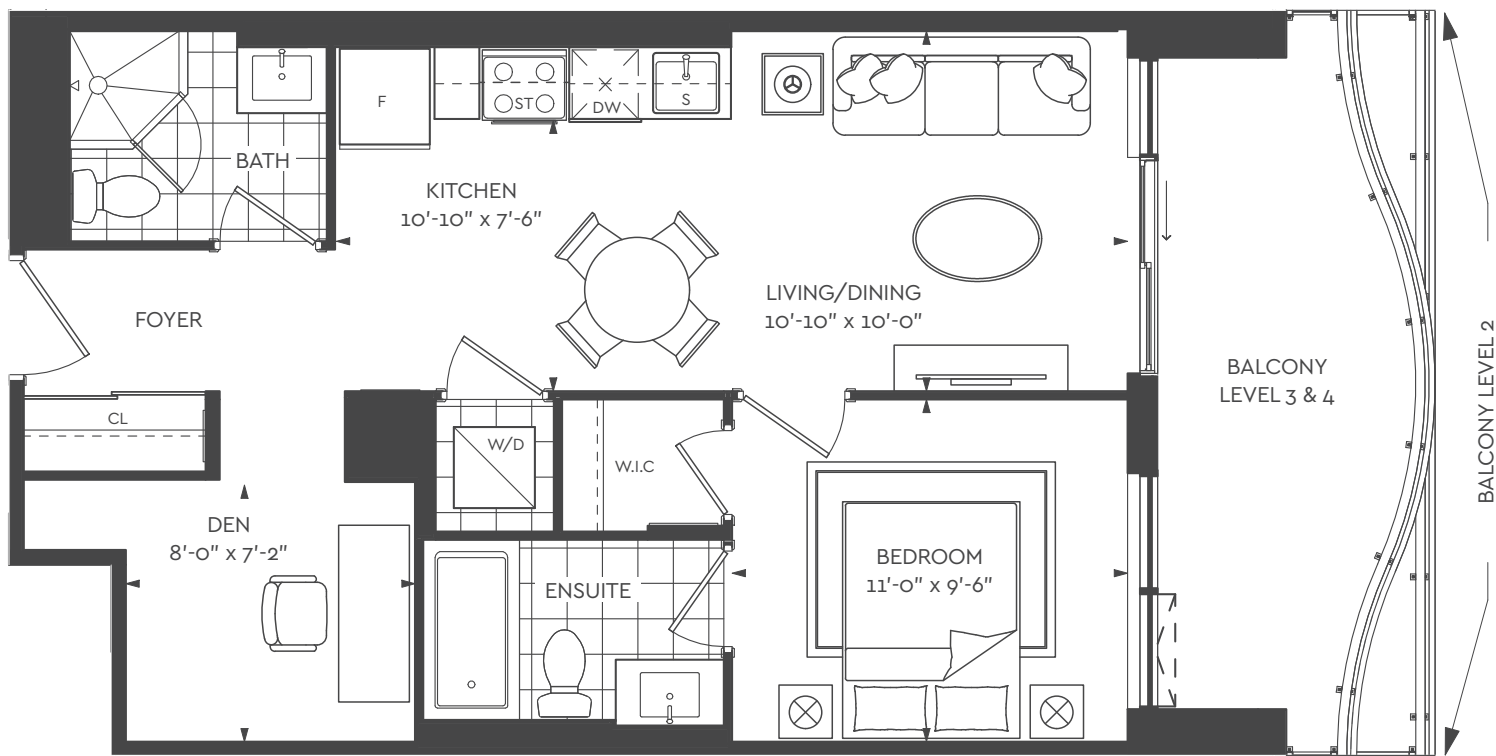 BATH
F
ST
DW
S
KITCHEN
10'-10" x 7'-6"
FOYER
LIVING/DINING
10'-10" x 10'-0"
BALCONY
LEVEL 3 & 4
BALCONY LEVEL 2
CL
W/D
W.I.C
DEN
8'-0" x 7'-2"
ENSUITE
BEDROOM
11'-0" x 9'-6"